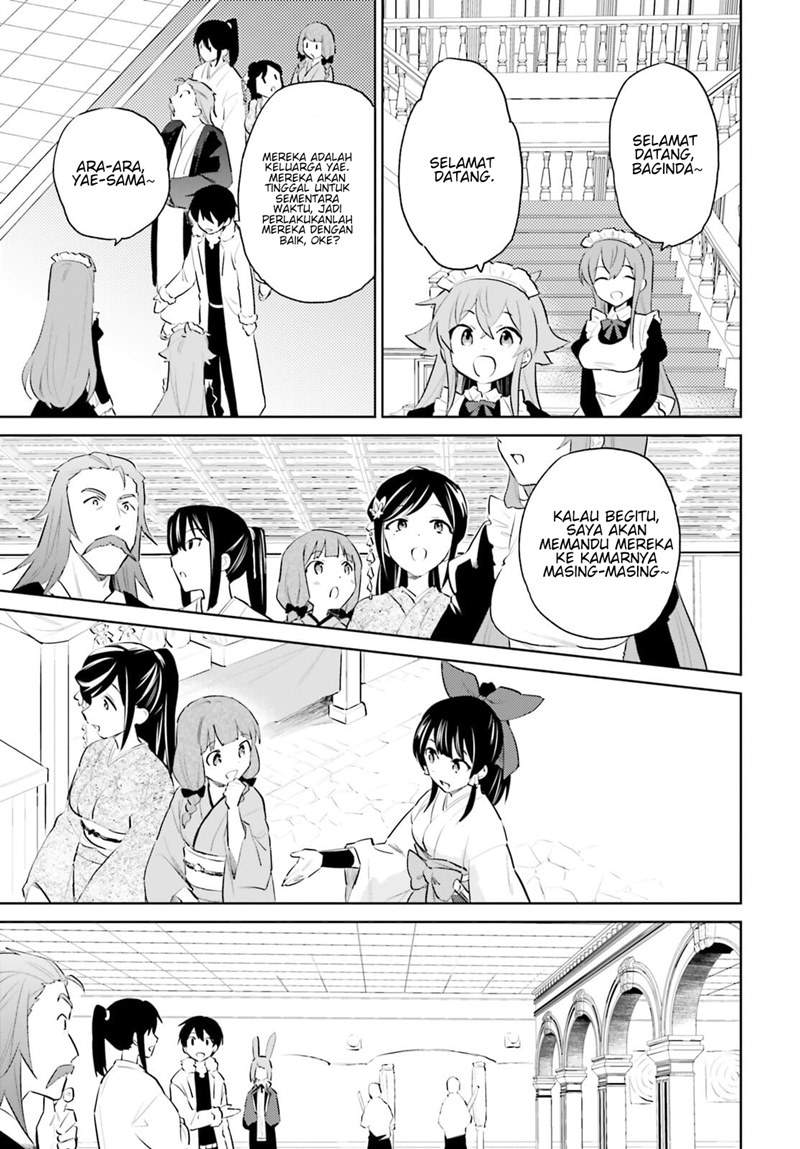 SELAMAT
DATANG,
BAGINDA~
SELAMAT
DATANG.
MEREKA ADALAH
KELUARGA YAE.
MEREKA AKAN
TINGGAL UNTUK
SEMENTARA
WAKTU, JADI
PERLAKUKANLAH
MEREKA DENGAN
BAIK, OKE?
ARA-ARA,
YAE-SAMA~
KALAU BEGITU,
SAYA AKAN
MEMANDU MEREKA
KE KAMARNYA
MASING-MASING~